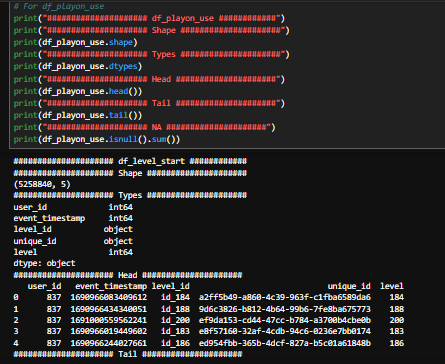 # For df_playon_use
print("##################### df_playon_use ############")
print("##################### Shape #####################")
print(df_playon_use.shape)
print("##################### Types #####################")
print(df_playon_use.dtypes)
print("##################### Head #####################")
print(df_playon_use.head())
print("##################### Tail #####################")
print(df_playon_use.tail())
print("##################### NA #####################")
print(df_playon_use.isnull().sum())
##################### df_level_start ############
##################### Shape #####################
(5258840, 5)
##################### Types #####################
user_id int64
event_timestamp int64
level_id object
unique_id object
level int64
dtype: object
##################### Head #####################
user_id event_timestamp level_id unique_id level
0 837 1690966083409612 id_184 a2ff5b49-a860-4c39-963f-c1fba6589da6 184
1 837 1690966434340051 id_188 9d6c3826-b812-4b64-99b6-7fe8ba675773 188
2 837 1691000559562241 id_200 ef9da153-cd44-47cc-b784-a3700b4cbe0b 200
3 837 1690966019449602 id_183 e8f57160-32af-4cdb-94c6-0236e7bb0174 183
4 837 1690966244027661 id_186 ed954fbb-365b-4dcf-827a-b5c01a61848b 186
##################### Tail #####################